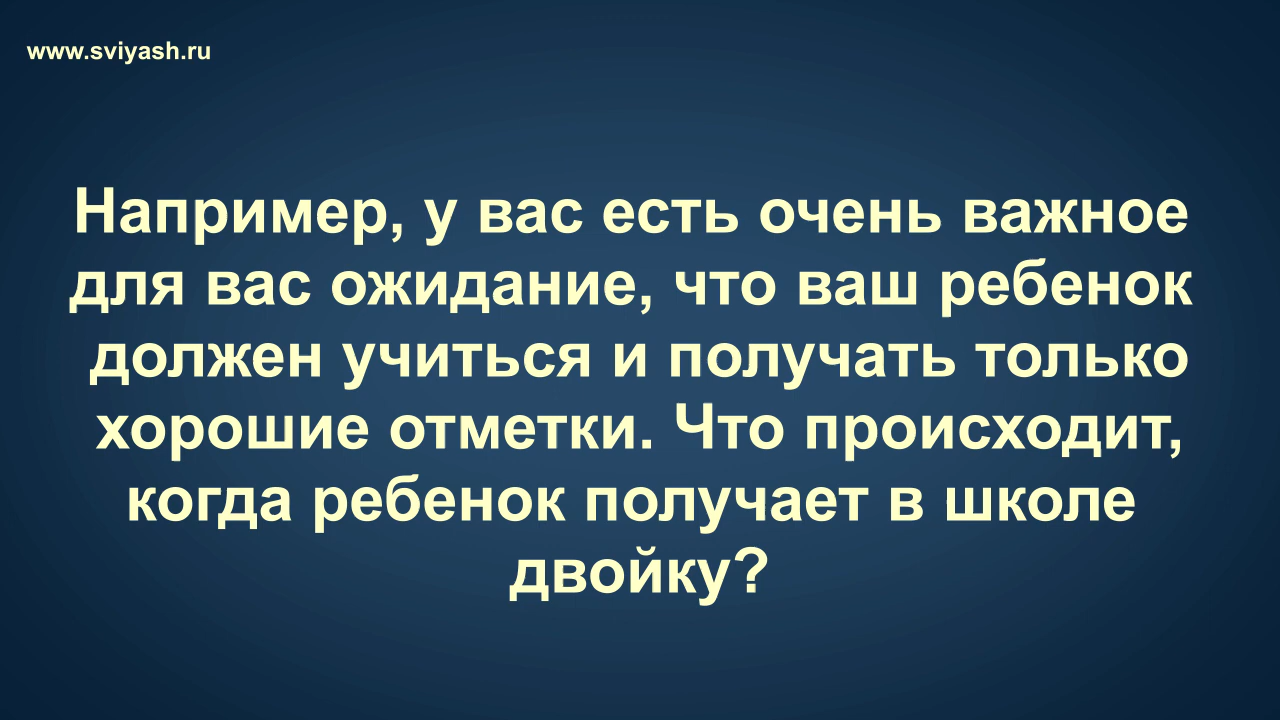 www.sviyash.ru
Например, у вас есть очень важное
для вас ожидание, что ваш ребенок
должен учиться и получать только
хорошие отметки. Что происходит,
когда ребенок получает в школе
двойку?